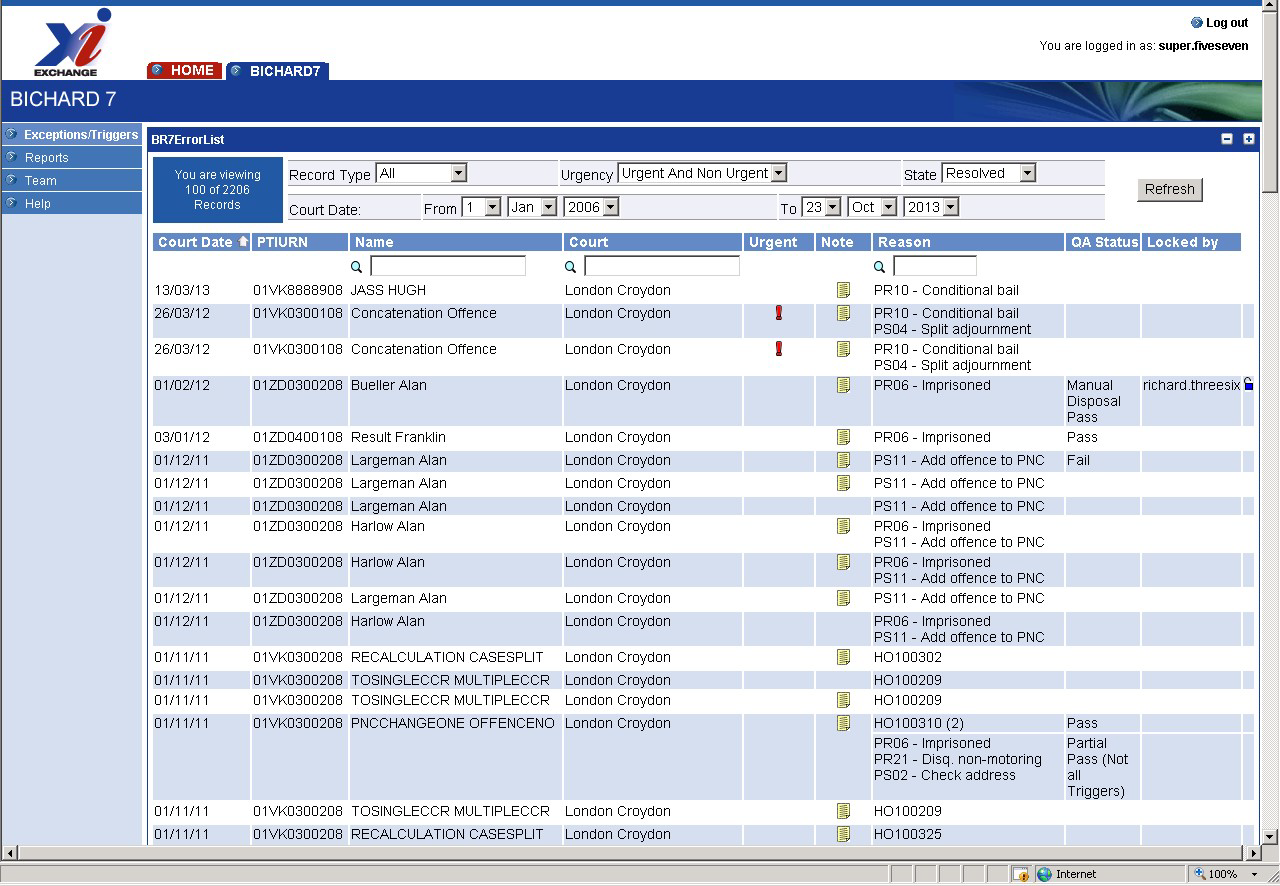 Xi
EXCHANGE
Log out
You are logged in as: super.fiveseven
HOME BICHARD7
BICHARD 7
Exceptions/Triggers
Reports
Team
Help
BR7ErrorList
You are viewing
100 of 2206
Records
Record Type All Urgency Urgent And Non Urgent State Resolved
Court Date: From 1 Jan 2006 To 23 Oct 2013
Refresh
Court Date PTIURN Name Court Urgent Note Reason QA Status Locked by
13/03/13 01VK8888908 JASS HUGH London Croydon PR10 - Conditional bail
26/03/12 01VK0300108 Concatenation Offence London Croydon PR10 - Conditional bail
PS04 - Split adjournment
26/03/12 01VK0300108 Concatenation Offence London Croydon PR10 - Conditional bail
PS04 - Split adjournment
01/02/12 01ZD0300208 Bueller Alan London Croydon PR06 - Imprisoned Manual richard.threesix
Disposal
Pass
03/01/12 01ZD0400108 Result Franklin London Croydon PR06 - Imprisoned Pass
01/12/11 01ZD0300208 Largeman Alan London Croydon PS11 - Add offence to PNC Fail
01/12/11 01ZD0300208 Largeman Alan London Croydon PS11 - Add offence to PNC
01/12/11 01ZD0300208 Largeman Alan London Croydon PS11 - Add offence to PNC
01/12/11 01ZD0300208 Harlow Alan London Croydon PR06 - Imprisoned
PS11 - Add offence to PNC
01/12/11 01ZD0300208 Harlow Alan London Croydon PR06 - Imprisoned
PS11 - Add offence to PNC
01/12/11 01ZD0300208 Largeman Alan London Croydon PS11 - Add offence to PNC
01/12/11 01ZD0300208 Harlow Alan London Croydon PR06 - Imprisoned
PS11 - Add offence to PNC
01/11/11 01VK0300208 RECALCULATION CASESPLIT London Croydon HO100302
01/11/11 01VK0300208 TOSINGLECCR MULTIPLECCR London Croydon HO100209
01/11/11 01VK0300208 TOSINGLECCR MULTIPLECCR London Croydon HO100209
01/11/11 01VK0300208 PNCCHANGEONE OFFENCENO London Croydon HO100310 (2) Pass
PR06 - Imprisoned Partial
PR21 - Disq. non-motoring Pass (Not
PS02 - Check address all
Triggers)
01/11/11 01VK0300208 TOSINGLECCR MULTIPLECCR London Croydon HO100209
01/11/11 01VK0300208 RECALCULATION CASESPLIT London Croydon HO100325
Internet 100%